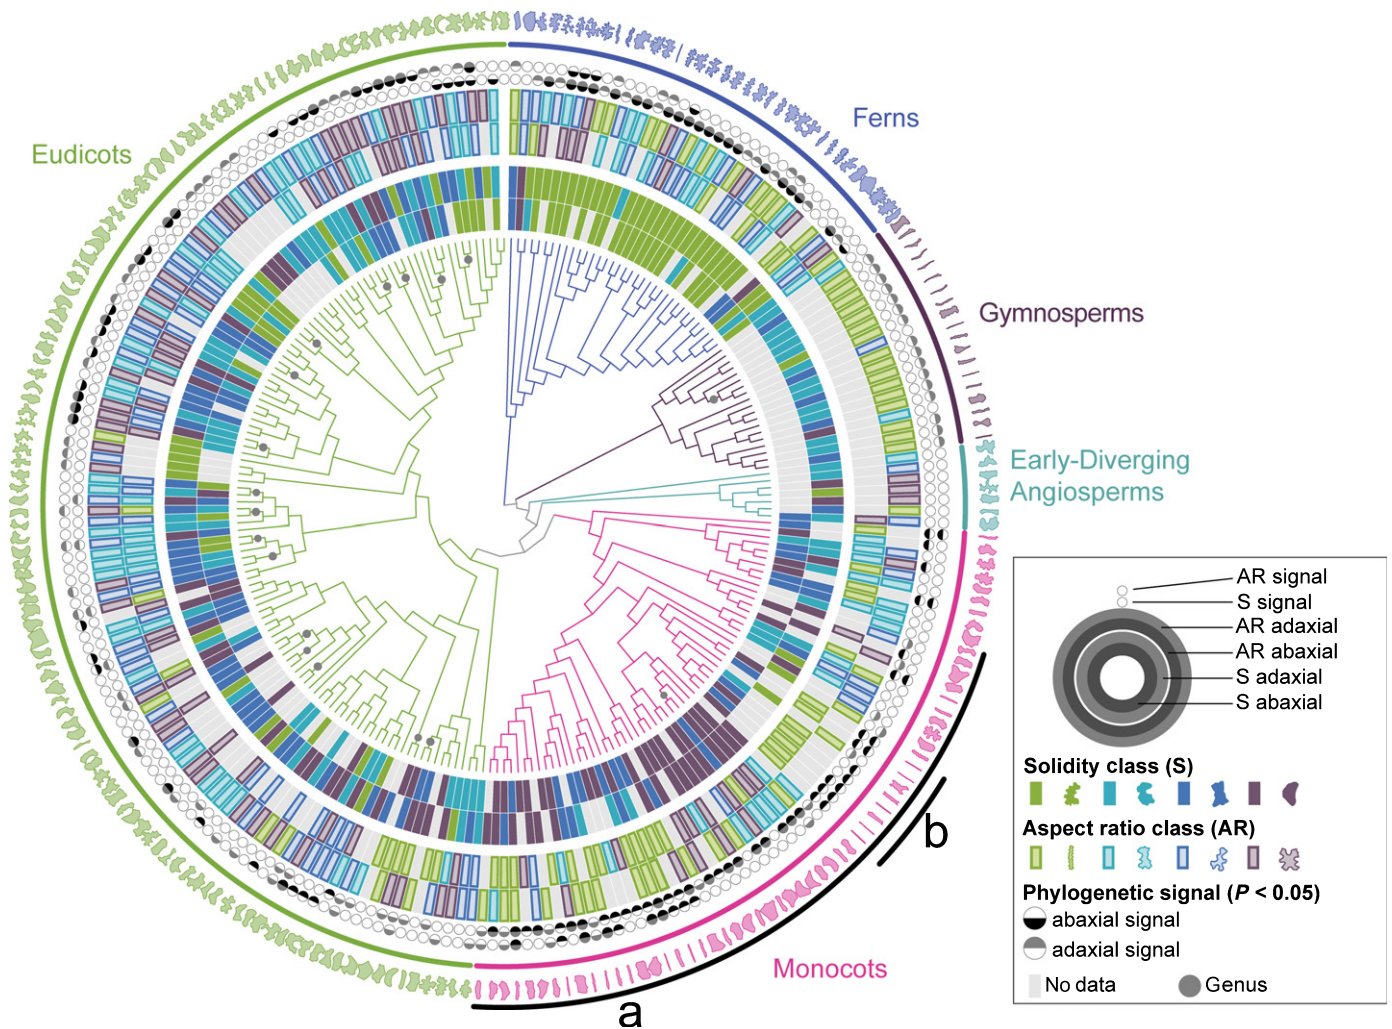 Eudicots
Ferns
Gymnosperms
Early-Diverging
Angiosperms
Monocots
a
b
AR signal
S signal
AR adaxial
AR abaxial
S adaxial
S abaxial
Solidity class (S)
Aspect ratio class (AR)
Phylogenetic signal (P < 0.05)
abaxial signal
adaxial signal
No data
Genus